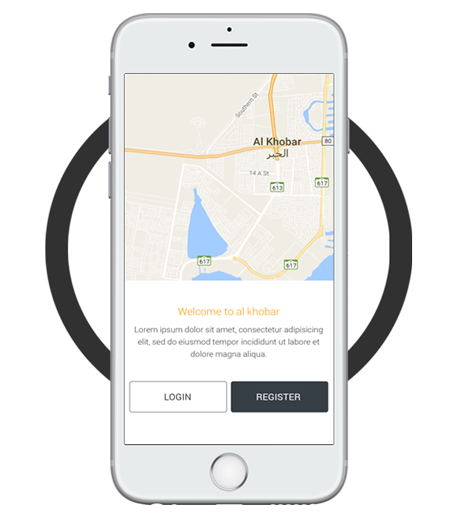 Southern St
80
Al Khobar
الخبر
14 A St
617
613
617
617
Welcome to al khobar
Lorem ipsum dolor sit amet, consectetur adipisicing
elit, sed do eiusmod tempor incididunt ut labore et
dolore magna aliqua.
LOGIN REGISTER